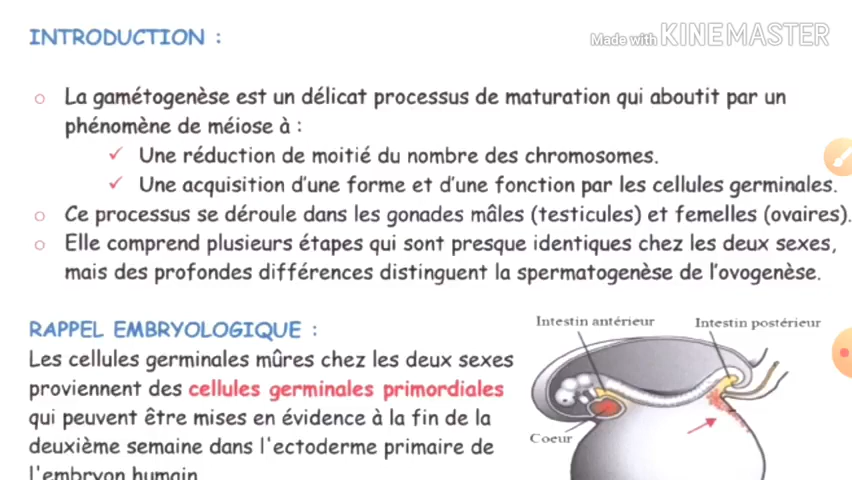 INTRODUCTION :
Made with KINEMASTER
○ La gamétogenèse est un délicat processus de maturation qui aboutit par un
phénomène de méiose à :
✓ Une réduction de moitié du nombre des chromosomes.
✓ Une acquisition d'une forme et d'une fonction par les cellules germinales.
○ Ce processus se déroule dans les gonades mâles (testicules) et femelles (ovaires).
○ Elle comprend plusieurs étapes qui sont presque identiques chez les deux sexes,
mais des profondes différences distinguent la spermatogenèse de l'ovogenèse.
RAPPEL EMBRYOLOGIQUE :
Les cellules germinales mûres chez les deux sexes
proviennent des cellules germinales primordiales
qui peuvent être mises en évidence à la fin de la
deuxième semaine dans l'ectoderme primaire de
l'embryon humain
Intestin antérieur
Intestin postérieur
Coeur